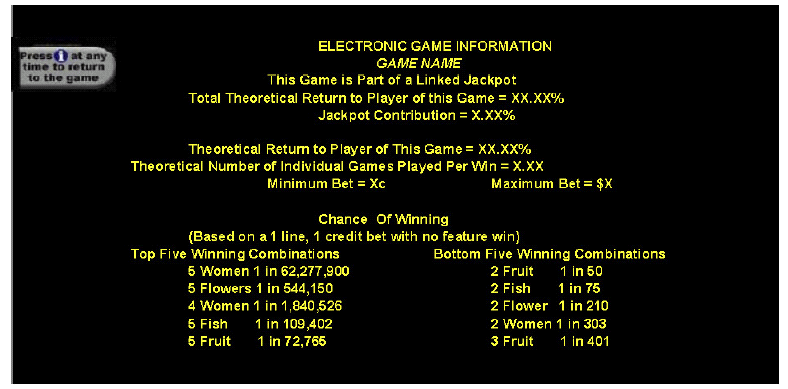 Press i at any
time to return
to the game
ELECTRONIC GAME INFORMATION
GAME NAME
This Game is Part of a Linked Jackpot
Total Theoretical Return to Player of this Game = XX.XX%
Jackpot Contribution = X.XX%
Theoretical Return to Player of This Game = XX.XX%
Theoretical Number of Individual Games Played Per Win = X.XX
Minimum Bet = Xc Maximum Bet = $X
Chance Of Winning
(Based on a 1 line, 1 credit bet with no feature win)
Top Five Winning Combinations Bottom Five Winning Combinations
5 Women 1 in 62,277,900 2 Fruit 1 in 50
5 Flowers 1 in 544,150 2 Fish 1 in 75
4 Women 1 in 1,840,526 2 Flower 1 in 210
5 Fish 1 in 109,402 2 Women 1 in 303
5 Fruit 1 in 72,765 3 Fruit 1 in 401